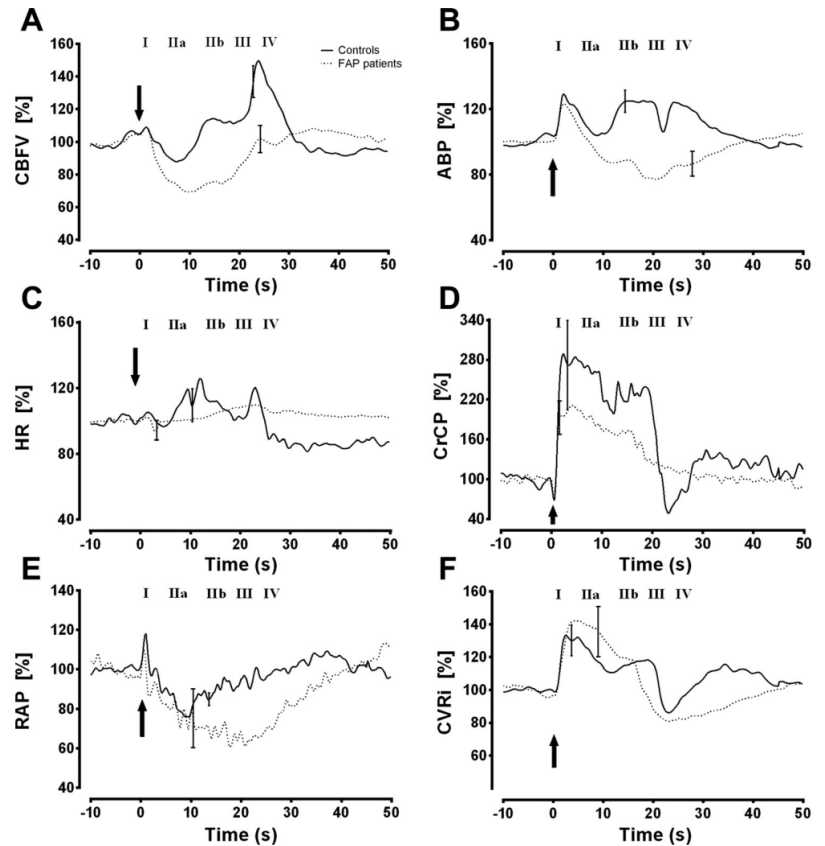 A
160
140
120
100
80
60
40
CBFV [%]
I IIa IIb III IV
Controls
FAP patients
-10 0 10 20 30 40 50
Time (s)
B
160
140
120
100
80
60
40
ABP [%]
I IIa IIb III IV
-10 0 10 20 30 40 50
Time (s)
C
160
120
80
40
HR [%]
I IIa IIb III IV
-10 0 10 20 30 40 50
Time (s)
D
340
280
220
160
100
40
CrCP [%]
I IIa IIb III IV
-10 0 10 20 30 40 50
Time (s)
E
140
120
100
80
60
40
RAP [%]
I IIa IIb III IV
-10 0 10 20 30 40 50
Time (s)
F
160
140
120
100
80
60
CVRi [%]
I IIa IIb III IV
-10 0 10 20 30 40 50
Time (s)